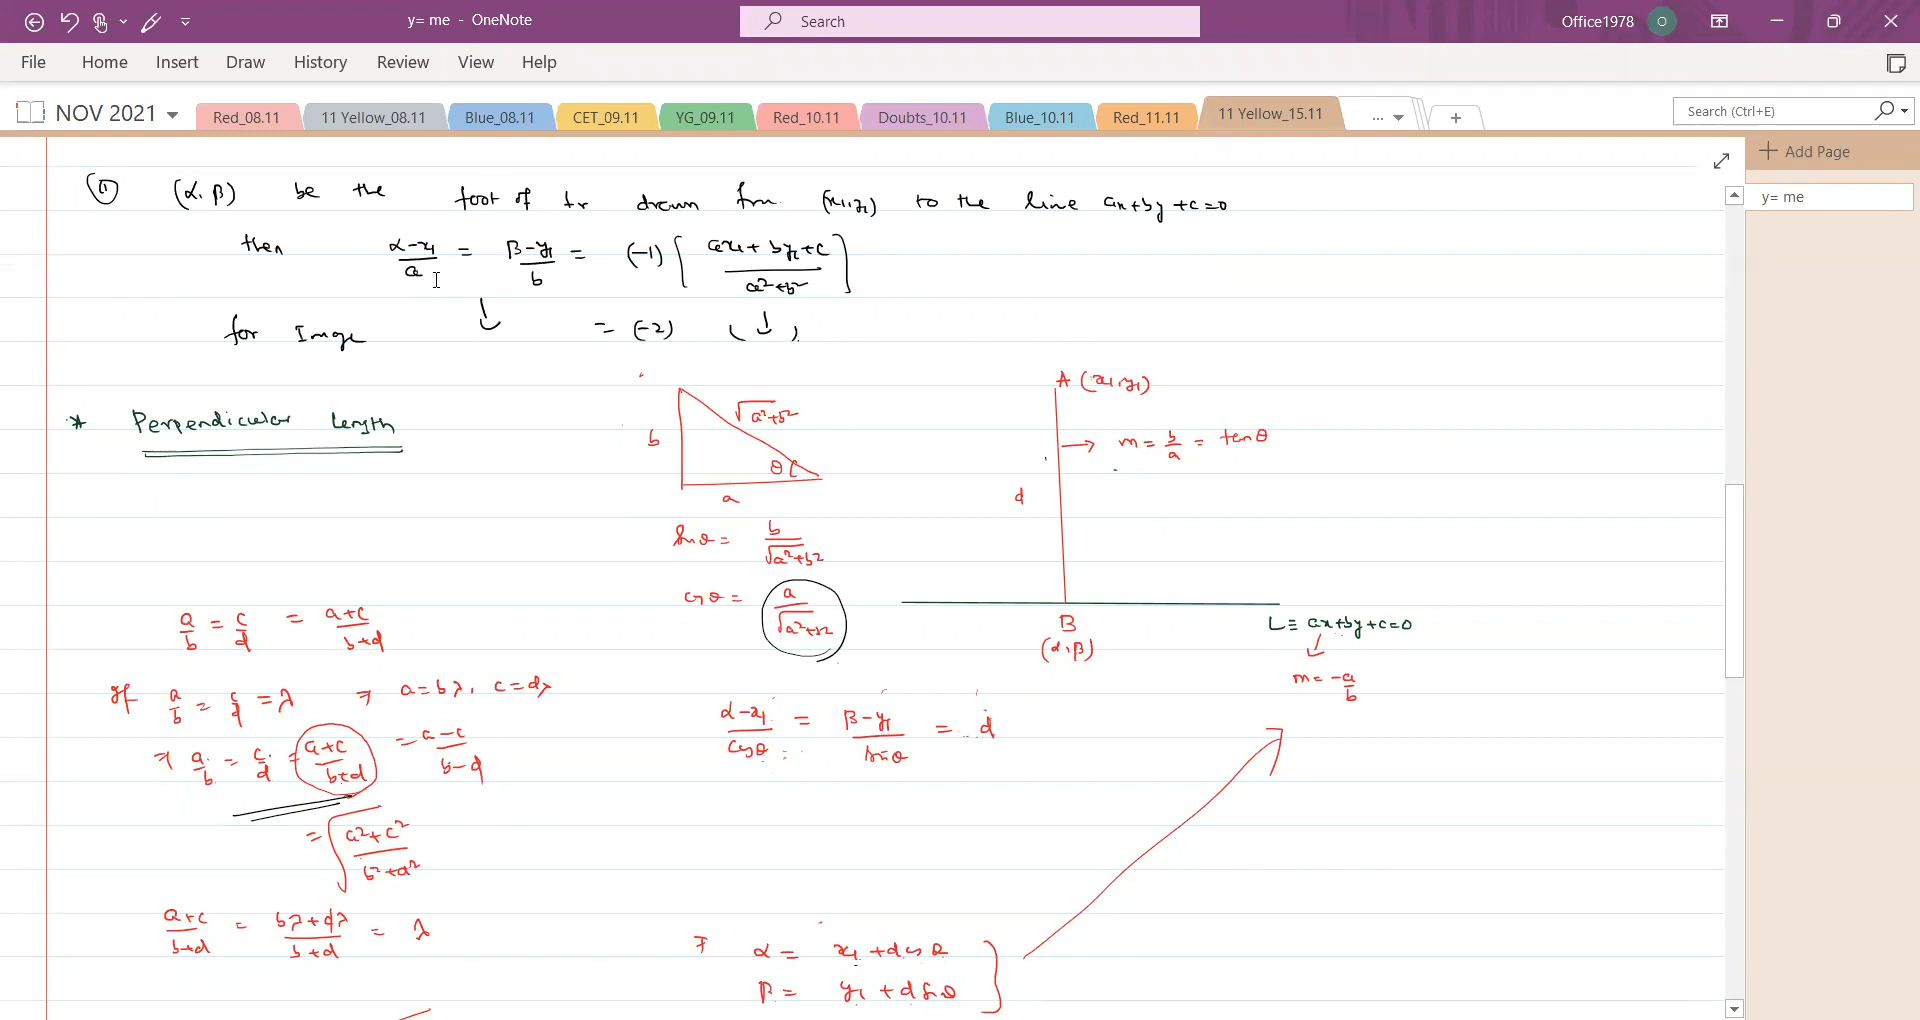 y= me - OneNote
Search
Office1978
O
File Home Insert Draw History Review View Help
NOV 2021
Red_08.11
11 Yellow_08.11
Blue_08.11
CET_09.11
YG_09.11
Red_10.11
Doubts_10.11
Blue_10.11
Red_11.11
11 Yellow_15.11
...
+
Search (Ctrl+E)
+ Add Page
y= me
(1) (α, β) be the foot of ⊥r drawn from (x₁, y₁) to the line ax+by+c=0
then (α-x₁)/a = (β-y₁)/b = (-1) [(ax₁+by₁+c)/(a²+b²)]
for Image ↓ = (-2) ( ↓ ),
* Perpendicular Length
b
√a²+b²
θ
a
A (x₁, y₁)
→ m = b/a = tanθ
d
sinθ = b/√a²+b²
cosθ = a/√a²+b²
B
(α, β)
L ≡ ax+by+c=0
m = -a/b
a/b = c/d = (a+c)/(b+d)
If a/b = c/d = λ ⇒ a=bλ, c=dλ
⇒ a/b = c/d = (a+c)/(b+d) = (a-c)/(b-d)
= √(a²+c²)/(b²+d²)
(a+c)/(b+d) = (bλ+dλ)/(b+d) = λ
(α-x₁)/cosθ = (β-y₁)/sinθ = d
⇒ α = x₁ + d cosθ
β = y₁ + d sinθ